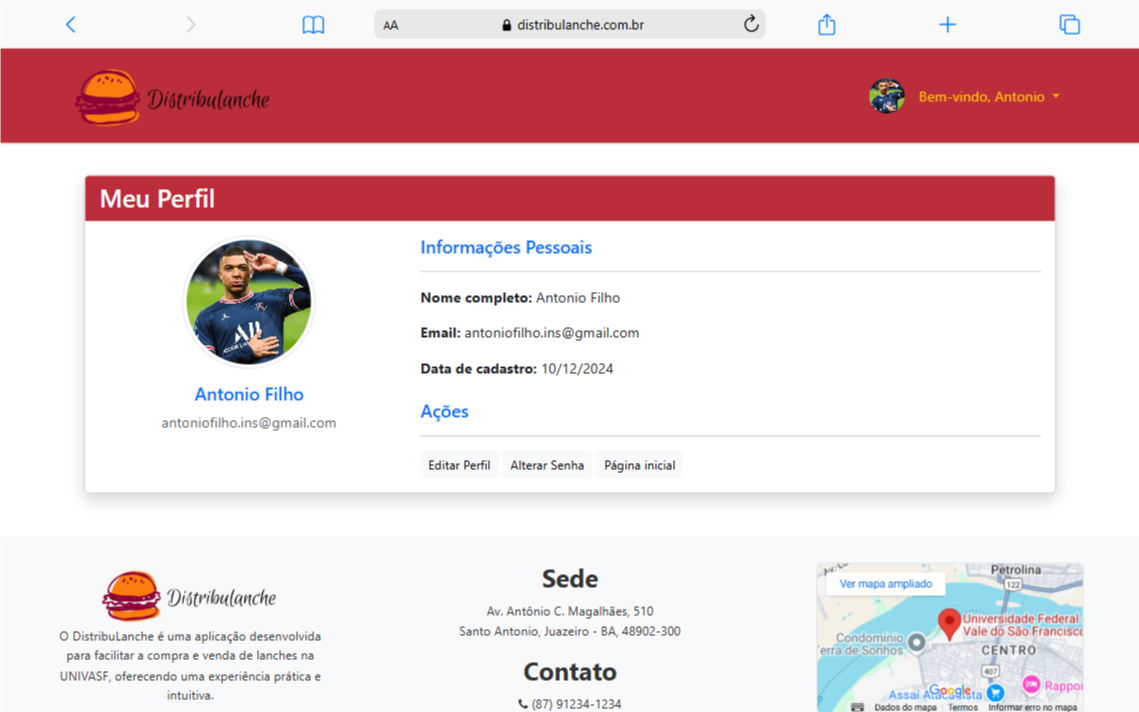 AA
distribulanche.com.br
Distribulanche
Bem-vindo, Antonio
Meu Perfil
Antonio Filho
antoniofilho.ins@gmail.com
Informações Pessoais
Nome completo: Antonio Filho
Email: antoniofilho.ins@gmail.com
Data de cadastro: 10/12/2024
Ações
Editar Perfil
Alterar Senha
Página inicial
Distribulanche
O DistribuLanche é uma aplicação desenvolvida
para facilitar a compra e venda de lanches na
UNIVASF, oferecendo uma experiência prática e
intuitiva.
Sede
Av. Antônio C. Magalhães, 510
Santo Antonio, Juazeiro - BA, 48902-300
Contato
(87) 91234-1234
Petrolina
Ver mapa ampliado
122
Universidade Federal
Vale do São Francisco
Condomínio
erra de Sonhos
CENTRO
407
Rappor
Assaí Atacadista
Google
Dados do mapa
Termos
Informar erro no mapa